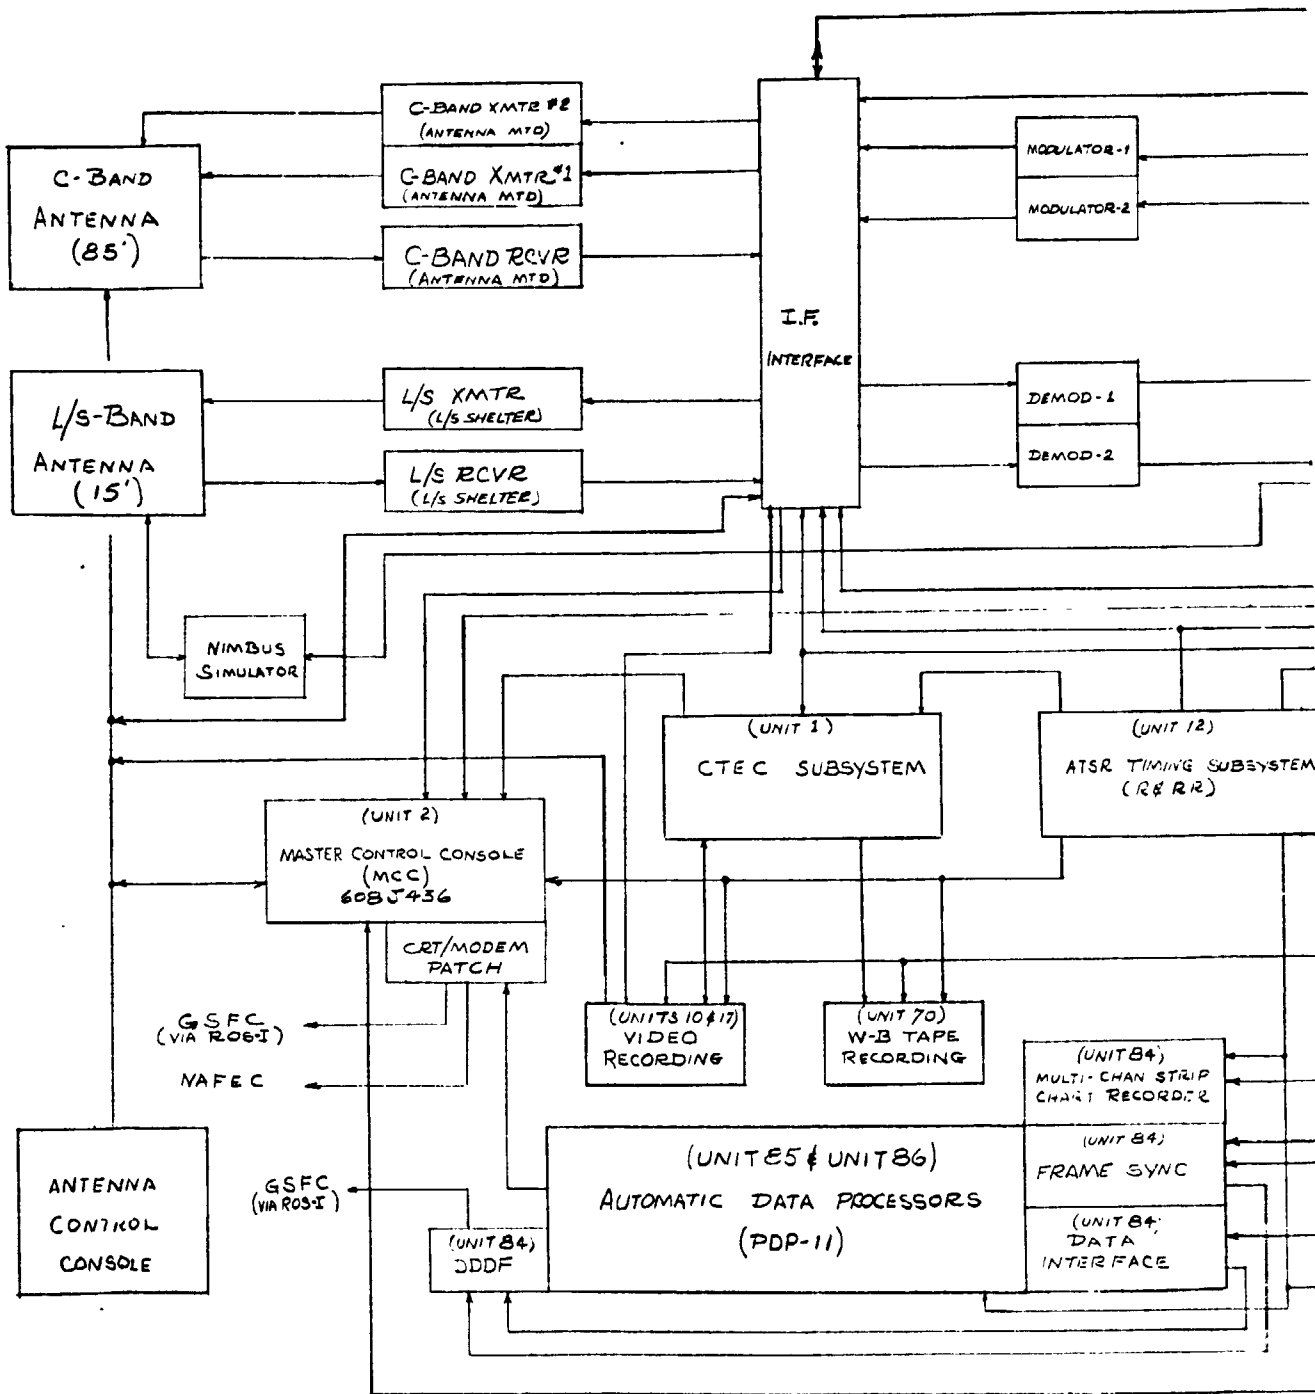 C-BAND XMTR #2
(ANTENNA MTD)
C-BAND XMTR #1
(ANTENNA MTD)
C-BAND
ANTENNA
(85')
C-BAND RCVR
(ANTENNA MTD)
MODULATOR-1
MODULATOR-2
I.F.
INTERFACE
L/S-BAND
ANTENNA
(15')
L/S XMTR
(L/S SHELTER)
L/S RCVR
(L/S SHELTER)
DEMOD-1
DEMOD-2
NIMBUS
SIMULATOR
(UNIT 1)
CTEC SUBSYSTEM
(UNIT 12)
ATSR TIMING SUBSYSTEM
(R & RR)
(UNIT 2)
MASTER CONTROL CONSOLE
(MCC)
608J436
CRT/MODEM
PATCH
GSFC
(VIA ROS-I)
NAFEC
(UNITS 10 & 17)
VIDEO
RECORDING
(UNIT 70)
W-B TAPE
RECORDING
(UNIT 84)
MULTI-CHAN STRIP
CHART RECORDER
(UNIT 84)
FRAME SYNC
(UNIT 84)
DATA
INTERFACE
(UNIT 85 & UNIT 86)
AUTOMATIC DATA PROCESSORS
(PDP-11)
GSFC
(VIA ROS-I)
(UNIT 84)
DDDF
ANTENNA
CONTROL
CONSOLE